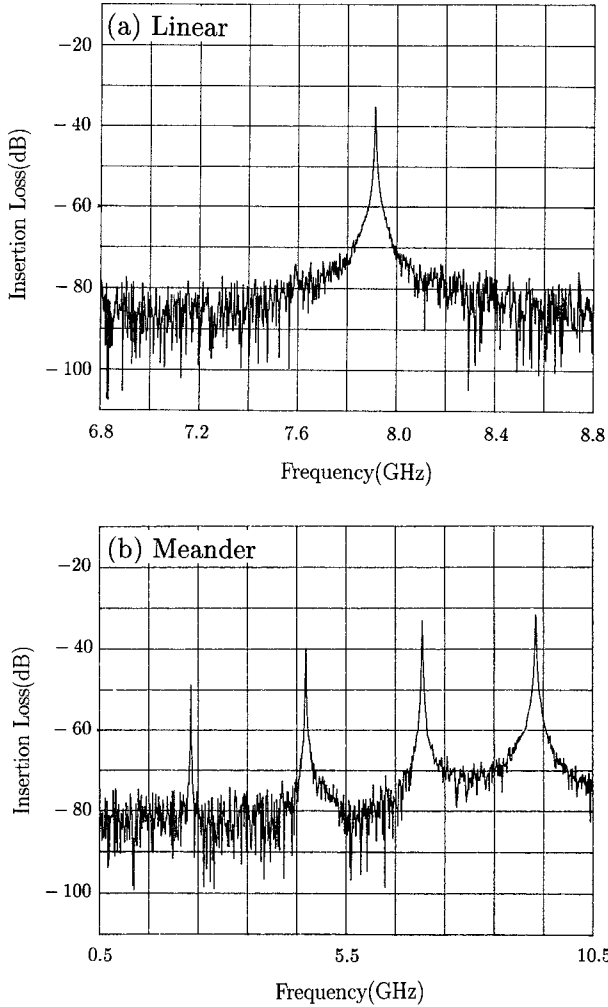 (a) Linear
−20
−40
−60
−80
−100
Insertion Loss(dB)
6.8 7.2 7.6 8.0 8.4 8.8
Frequency(GHz)
(b) Meander
−20
−40
−60
−80
−100
Insertion Loss(dB)
0.5 5.5 10.5
Frequency(GHz)